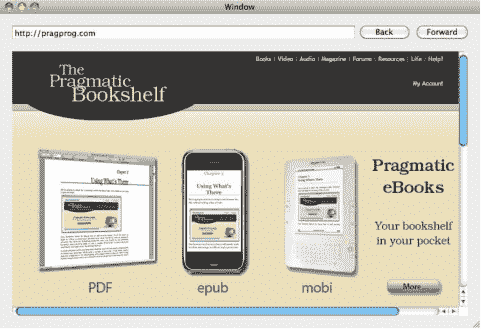 Window
http://pragprog.com
Back
Forward
The
Pragmatic
Bookshelf
Books | Video | Audio | Magazine | Forums | Resources | Life | Help?
My Account
Using What's There
Using What's
There
Pragmatic
eBooks
Your bookshelf
in your pocket
PDF
epub
mobi
More...